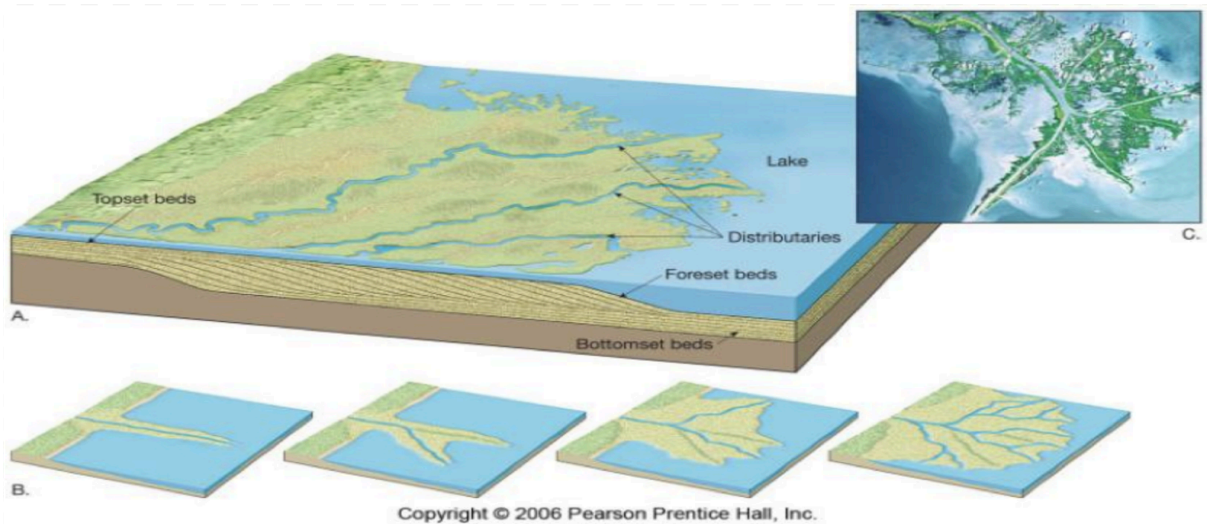 Lake
C.
Topset beds
Distributaries
Foreset beds
A.
Bottomset beds
B.
Copyright © 2006 Pearson Prentice Hall, Inc.